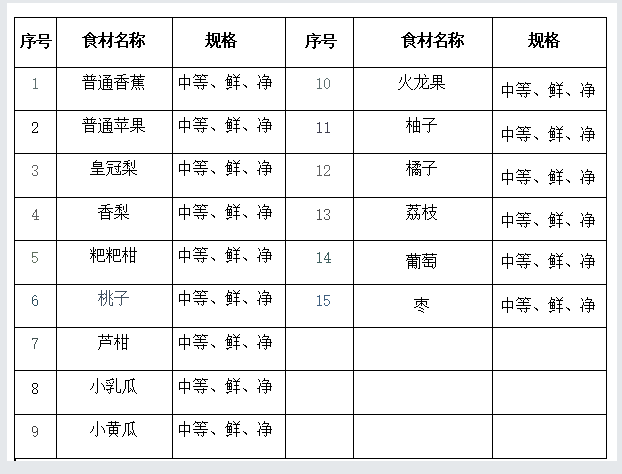 序号 食材名称 规格 序号 食材名称 规格
1 普通香蕉 中等、鲜、净 10 火龙果 中等、鲜、净
2 普通苹果 中等、鲜、净 11 柚子 中等、鲜、净
3 皇冠梨 中等、鲜、净 12 橘子 中等、鲜、净
4 香梨 中等、鲜、净 13 荔枝 中等、鲜、净
5 粑粑柑 中等、鲜、净 14 葡萄 中等、鲜、净
6 桃子 中等、鲜、净 15 枣 中等、鲜、净
7 芦柑 中等、鲜、净
8 小乳瓜 中等、鲜、净
9 小黄瓜 中等、鲜、净